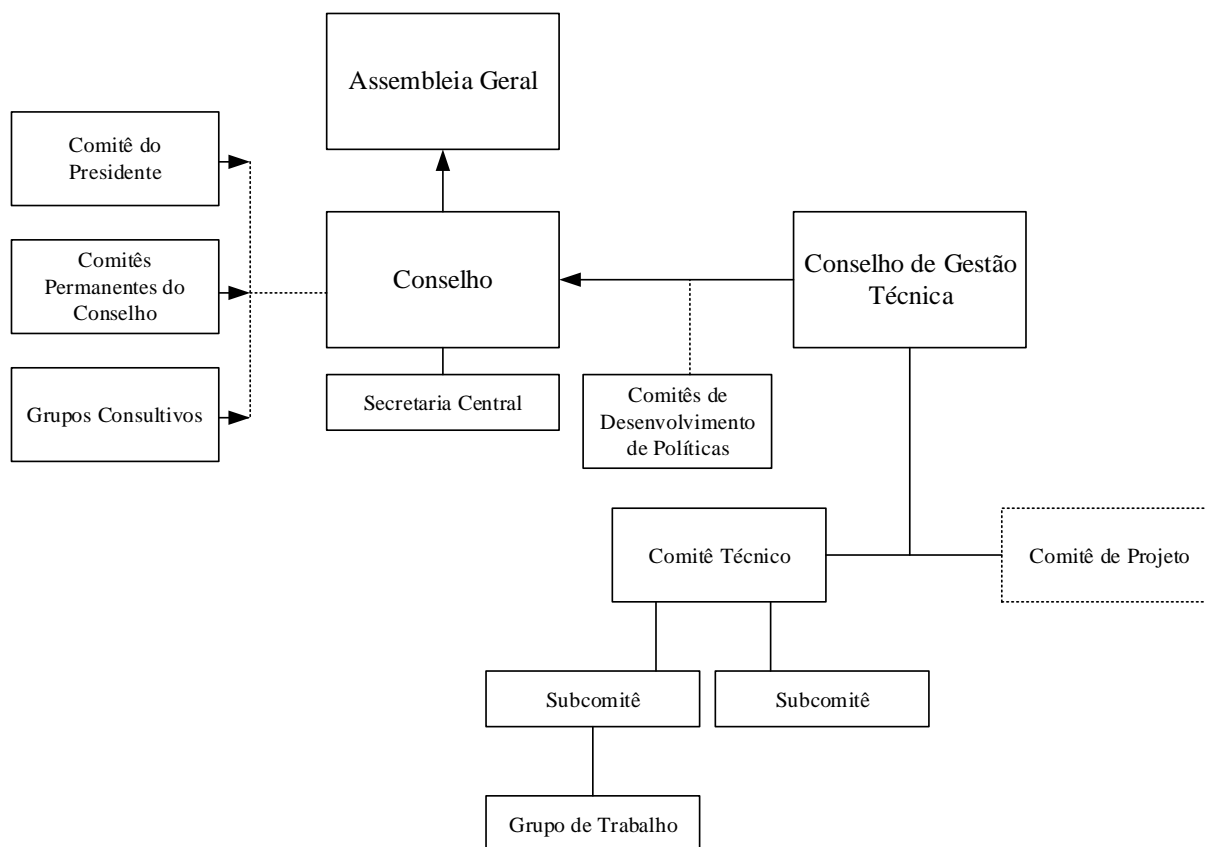 Assembleia Geral
Comitê do
Presidente
Comitês
Permanentes do
Conselho
Grupos Consultivos
Conselho
Secretaria Central
Conselho de Gestão
Técnica
Comitês de
Desenvolvimento
de Políticas
Comitê Técnico
Comitê de Projeto
Subcomitê
Subcomitê
Grupo de Trabalho